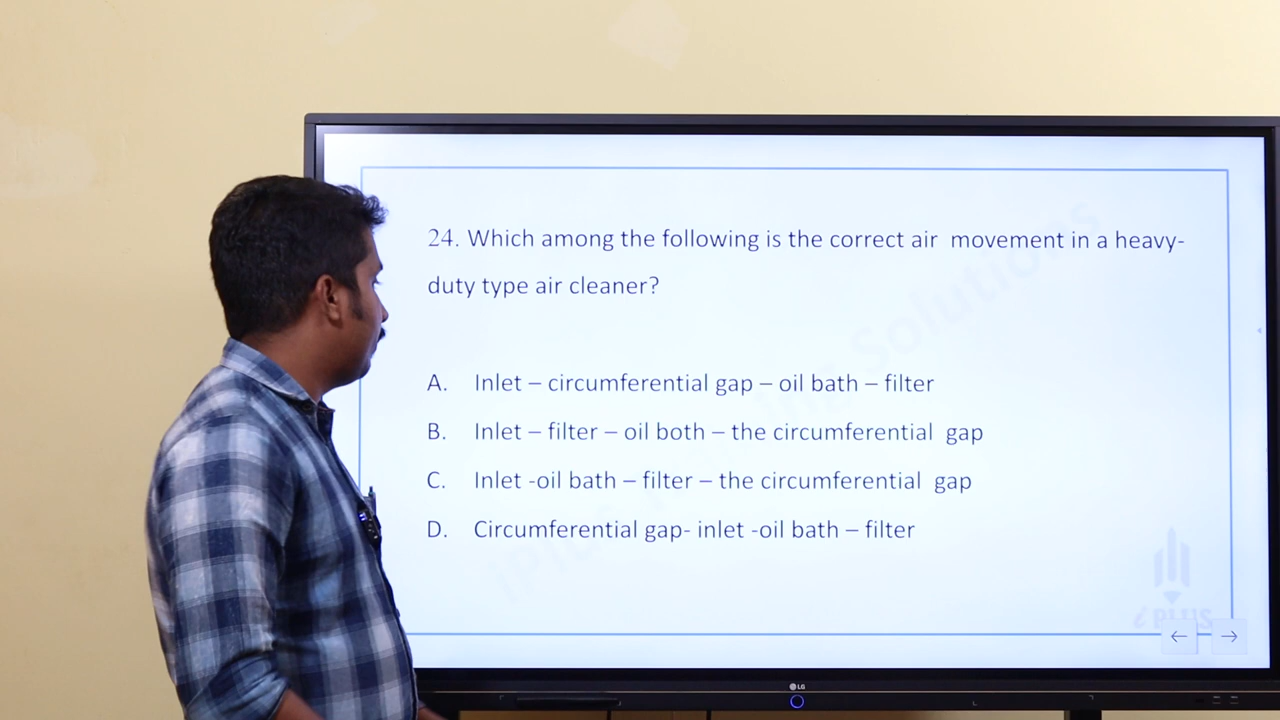 24. Which among the following is the correct air movement in a heavy-
duty type air cleaner?
A. Inlet – circumferential gap – oil bath – filter
B. Inlet – filter – oil both – the circumferential gap
C. Inlet -oil bath – filter – the circumferential gap
D. Circumferential gap- inlet -oil bath – filter
i PLUS
LG